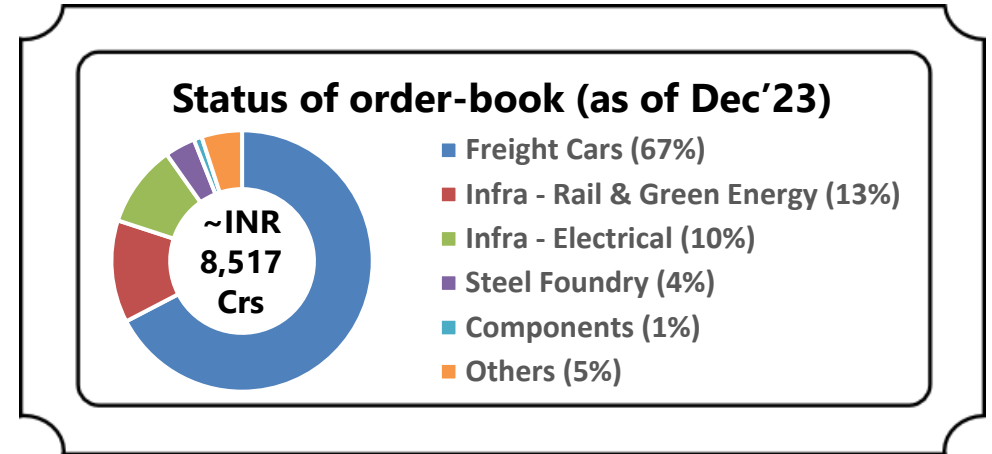 Status of order-book (as of Dec’23)
~INR
8,517
Crs
Freight Cars (67%)
Infra - Rail & Green Energy (13%)
Infra - Electrical (10%)
Steel Foundry (4%)
Components (1%)
Others (5%)